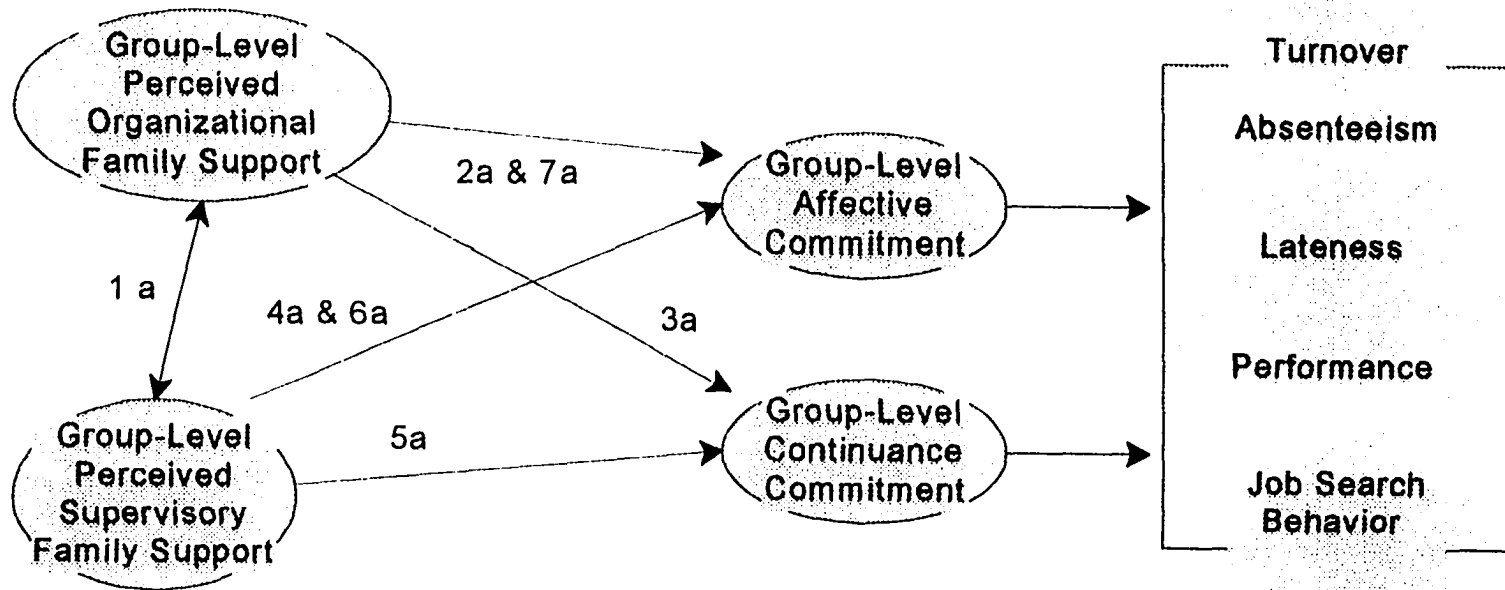 Group-Level
Perceived
Organizational
Family Support
1 a
Group-Level
Perceived
Supervisory
Family Support
2a & 7a
4a & 6a
3a
5a
Group-Level
Affective
Commitment
Group-Level
Continuance
Commitment
Turnover
Absenteeism
Lateness
Performance
Job Search
Behavior